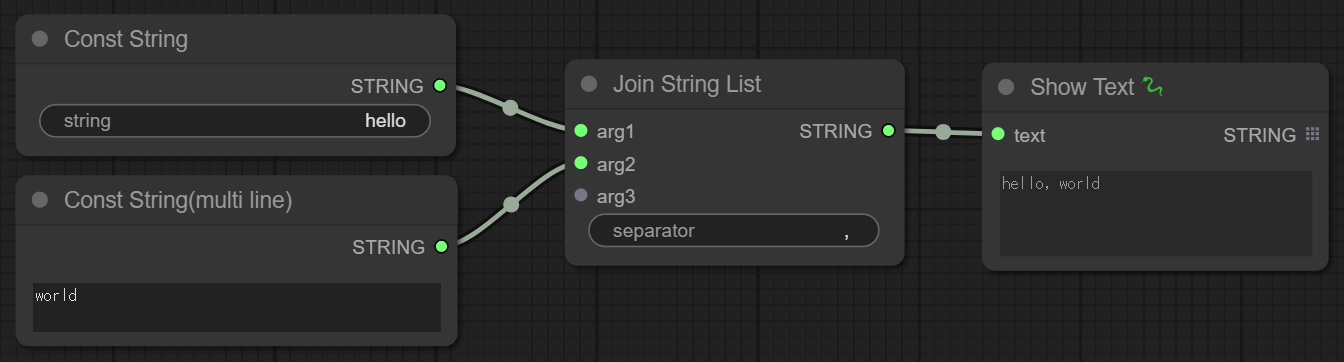 Const String
STRING
string hello
Const String(multi line)
STRING
world
Join String List
arg1 STRING
arg2
arg3
separator ,
Show Text
text STRING
hello, world